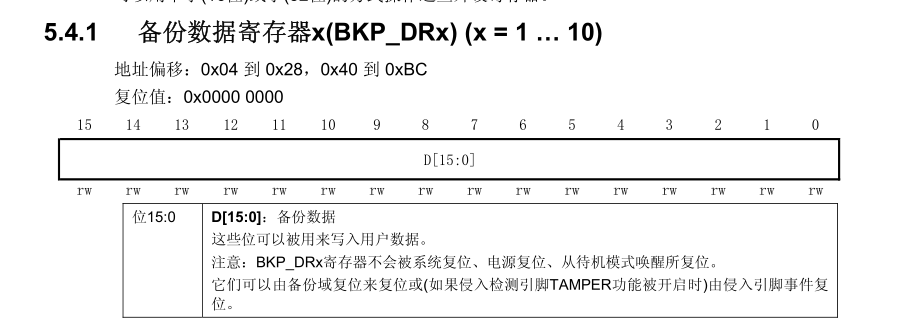 5.4.1 备份数据寄存器x(BKP_DRx) (x = 1 … 10)
地址偏移：0x04 到 0x28，0x40 到 0xBC
复位值：0x0000 0000
15 14 13 12 11 10 9 8 7 6 5 4 3 2 1 0
D[15:0]
rw rw rw rw rw rw rw rw rw rw rw rw rw rw rw rw
位15:0 D[15:0]：备份数据
这些位可以被用来写入用户数据。
注意：BKP_DRx寄存器不会被系统复位、电源复位、从待机模式唤醒所复位。
它们可以由备份域复位来复位或(如果侵入检测引脚TAMPER功能被开启时)由侵入引脚事件复
位。